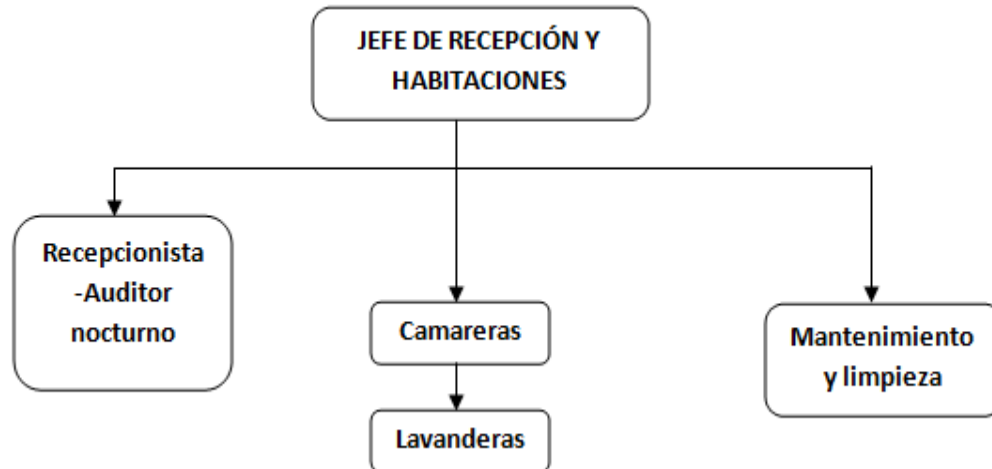 JEFE DE RECEPCIÓN Y
HABITACIONES
Recepcionista
-Auditor
nocturno
Camareras
Lavanderas
Mantenimiento
y limpieza